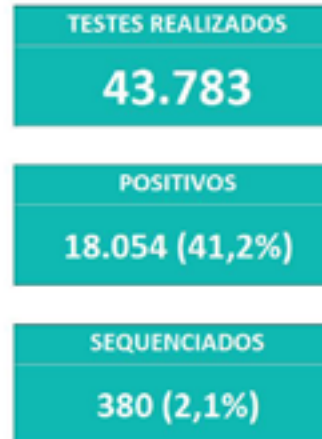 TESTES REALIZADOS
43.783
POSITIVOS
18.054 (41,2%)
SEQUENCIADOS
380 (2,1%)